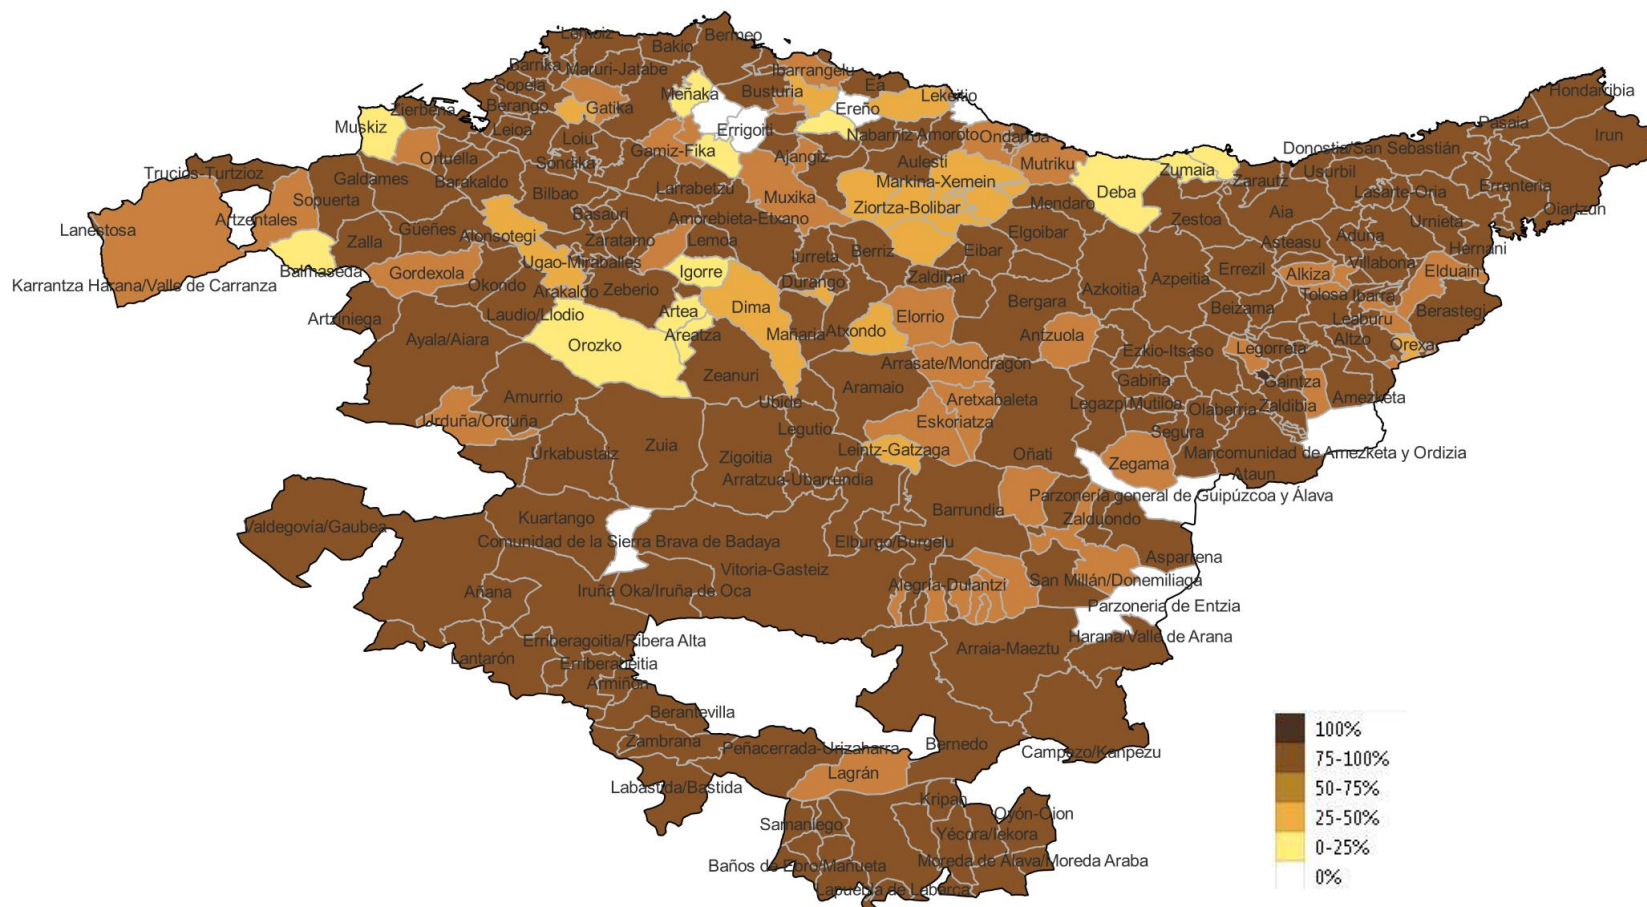 Lemoiz
Bakio
Bermeo
Barrika
Maruri-Jatabe
Ibarrangelu
Sopela
Meñaka
Busturia
Ea
Hondarribia
Zierbena
Berango
Gatika
Ereño
Lekeitio
Pasaia
Muskiz
Leioa
Loiu
Errigoiti
Nabarniz
Amoroto
Ondarroa
Irun
Ortuella
Sondika
Gamiz-Fika
Ajangiz
Aulesti
Mutriku
Donostia/San Sebastián
Trucios-Turtzioz
Galdames
Barakaldo
Bilbao
Larrabetzu
Muxika
Markina-Xemein
Deba
Zumaia
Zarautz
Usurbil
Lasarte-Oria
Errenteria
Lanestosa
Artzentales
Sopuerta
Basauri
Amorebieta-Etxano
Ziortza-Bolibar
Mendaro
Zestoa
Aia
Urnieta
Oiartzun
Zalla
Güeñes
Alonsotegi
Zaratamo
Lemoa
Iurreta
Berriz
Eibar
Elgoibar
Asteasu
Aduna
Hernani
Balmaseda
Gordexola
Ugao-Miraballes
Igorre
Durango
Zaldibar
Azkoitia
Azpeitia
Errezil
Alkiza
Villabona
Elduain
Karrantza Harana/Valle de Carranza
Okondo
Arakaldo
Zeberio
Dima
Elorrio
Bergara
Beizama
Tolosa
Ibarra
Artziniega
Laudio/Llodio
Artea
Areatza
Mañaria
Atxondo
Antzuola
Leaburu
Berastegi
Ayala/Aiara
Orozko
Zeanuri
Arrasate/Mondragón
Ezkio-Itsaso
Legorreta
Altzo
Orexa
Amurrio
Ubide
Aramaio
Aretxabaleta
Gabiria
Gaintza
Amezketa
Urduña/Orduña
Zuia
Legutio
Eskoriatza
Legazpi
Mutiloa
Olaberria
Zaldibia
Urkabustaiz
Zigoitia
Leintz-Gatzaga
Oñati
Segura
Zegama
Mancomunidad de Amezketa y Ordizia
Arratzua-Ubarrundia
Ataun
Valdegovía/Gaubea
Kuartango
Barrundia
Parzonería general de Guipúzcoa y Álava
Zalduondo
Comunidad de la Sierra Brava de Badaya
Elburgo/Burgelu
Asparrena
Vitoria-Gasteiz
Añana
Iruña Oka/Iruña de Oca
Alegría-Dulantzi
San Millán/Donemiliaga
Parzoneria de Entzia
Erriberagoitia/Ribera Alta
Harana/Valle de Arana
Lantarón
Erriberabeitia
Arraia-Maeztu
Armiñón
Berantevilla
Zambrana
Peñacerrada-Urizaharra
Bernedo
Campezo/Kanpezu
Labastida/Bastida
Lagrán
Kripan
Samaniego
Oyón-Oion
Yécora/Iekora
Baños de Ebro/Mañueta
Moreda de Álava/Moreda Araba
Lapuebla de Labarca
100%
75-100%
50-75%
25-50%
0-25%
0%